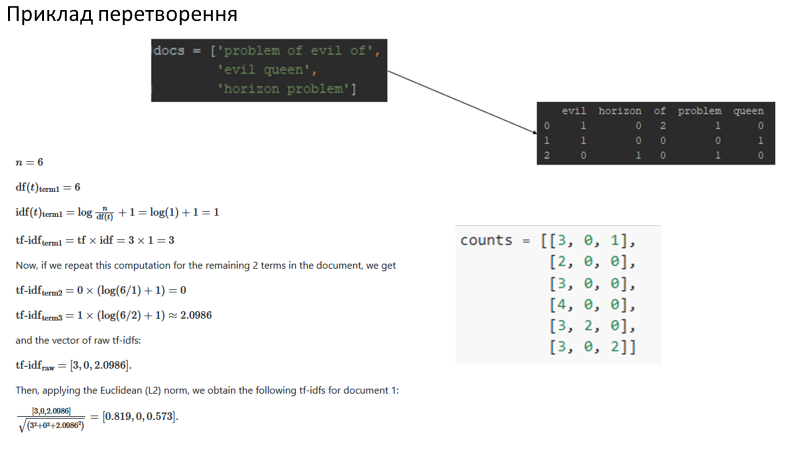 Приклад перетворення
docs = ['problem of evil of',
'evil queen',
'horizon problem']
evil horizon of problem queen
0 1 0 2 1 0
1 1 0 0 0 1
2 0 1 0 1 0
n = 6
df(t)term1 = 6
idf(t)term1 = log n/df(t) + 1 = log(1) + 1 = 1
tf-idfterm1 = tf × idf = 3 × 1 = 3
Now, if we repeat this computation for the remaining 2 terms in the document, we get
tf-idfterm2 = 0 × (log(6/1) + 1) = 0
tf-idfterm3 = 1 × (log(6/2) + 1) ≈ 2.0986
and the vector of raw tf-idfs:
tf-idfraw = [3, 0, 2.0986].
Then, applying the Euclidean (L2) norm, we obtain the following tf-idfs for document 1:
[3,0,2.0986]/√(3²+0²+2.0986²) = [0.819, 0, 0.573].
counts = [[3, 0, 1],
[2, 0, 0],
[3, 0, 0],
[4, 0, 0],
[3, 2, 0],
[3, 0, 2]]